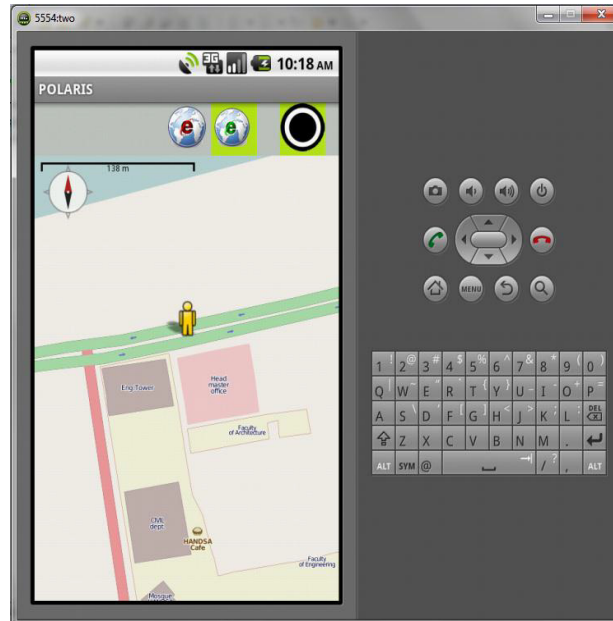 5554:two
3G
10:18 AM
POLARIS
e
e
138 m
Eng Tower
Head
master
office
Faculty
of Architecture
CIVIL
dept.
HANDSA
Cafe
Faculty
of Engineering
Mosque
MENU
1 ! 2 @ 3 # 4 $ 5 % 6 ^ 7 & 8 * 9 ( 0 )
Q | W ~ E " R ` T { Y } U _ I - O + P =
A S \ D ' F [ G ] H < J > K ; L : DEL
Z X C V B N M .
ALT SYM @ / ? , ALT